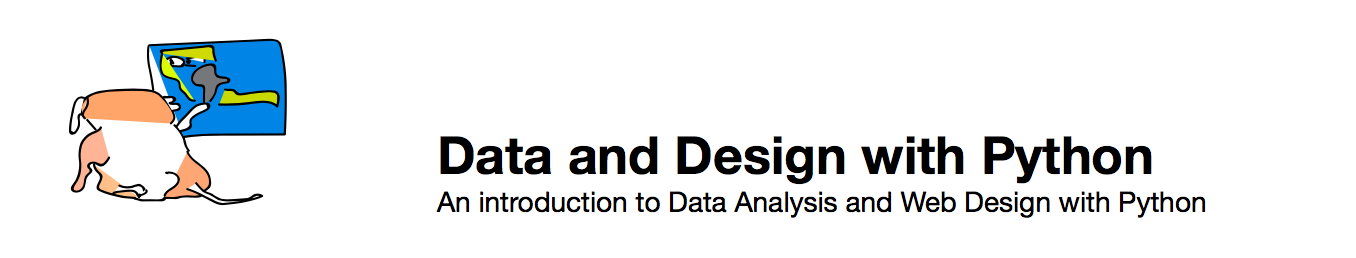 Data and Design with Python
An introduction to Data Analysis and Web Design with Python